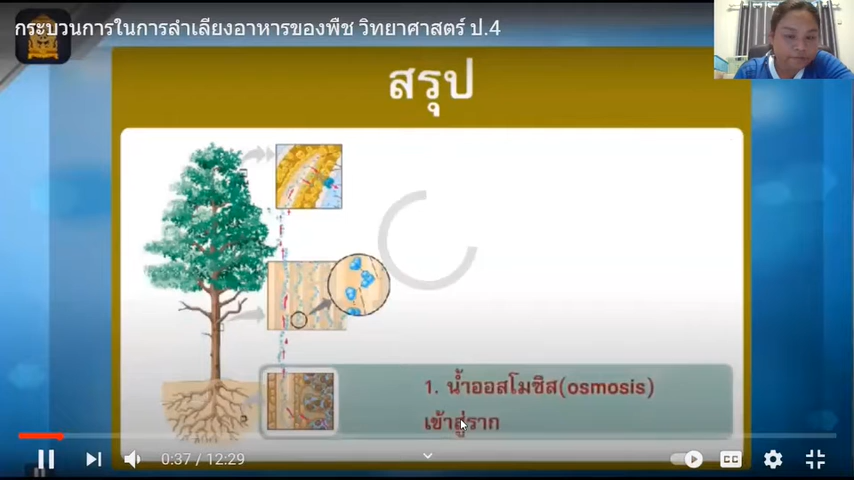 กระบวนการในการลำเลียงอาหารของพืช วิทยาศาสตร์ ป.4
สรุป
1. น้ำออสโมซิส(osmosis)
เข้าสู่ราก
0:37 / 12:29
CC